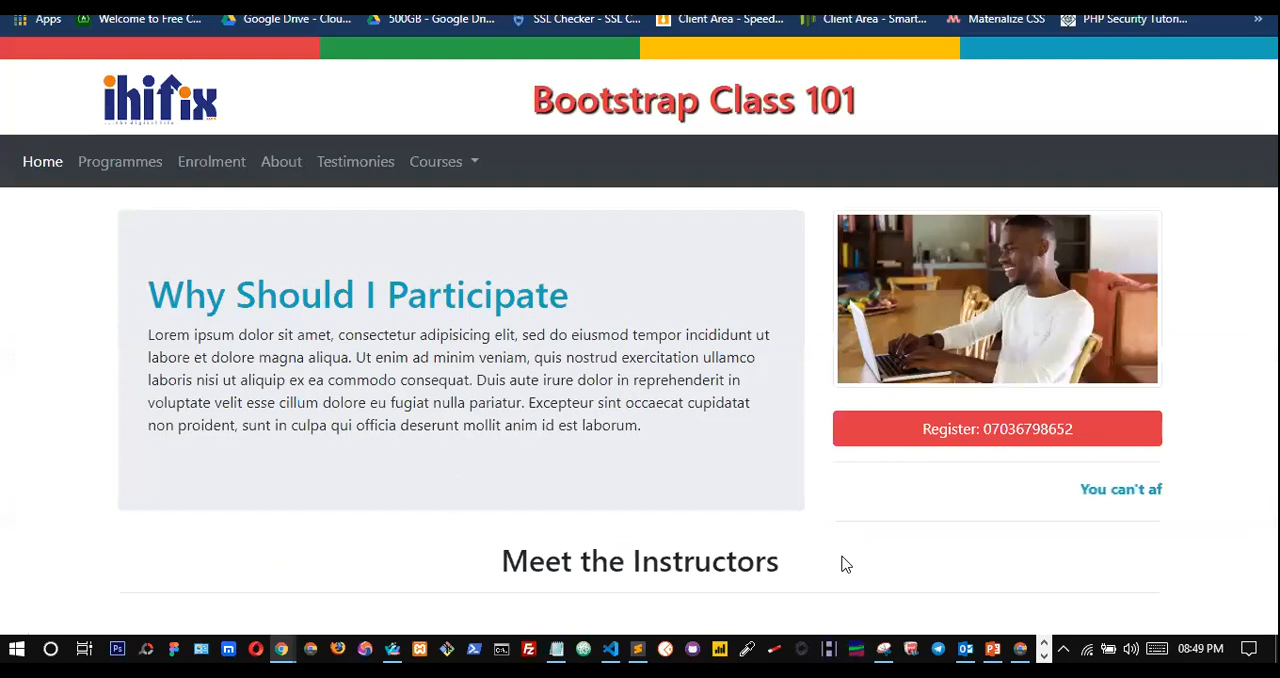 Apps Welcome to Free C... Google Drive - Clou... 500GB - Google Dri... SSL Checker - SSL C... Client Area - Speed... Client Area - Smart... Materialize CSS PHP Security Tutori... »
ihifix
Bootstrap Class 101
Home Programmes Enrolment About Testimonies Courses
Why Should I Participate
Lorem ipsum dolor sit amet, consectetur adipisicing elit, sed do eiusmod tempor incididunt ut
labore et dolore magna aliqua. Ut enim ad minim veniam, quis nostrud exercitation ullamco
laboris nisi ut aliquip ex ea commodo consequat. Duis aute irure dolor in reprehenderit in
voluptate velit esse cillum dolore eu fugiat nulla pariatur. Excepteur sint occaecat cupidatat
non proident, sunt in culpa qui officia deserunt mollit anim id est laborum.
Register: 07036798652
You can't af
Meet the Instructors
08:49 PM